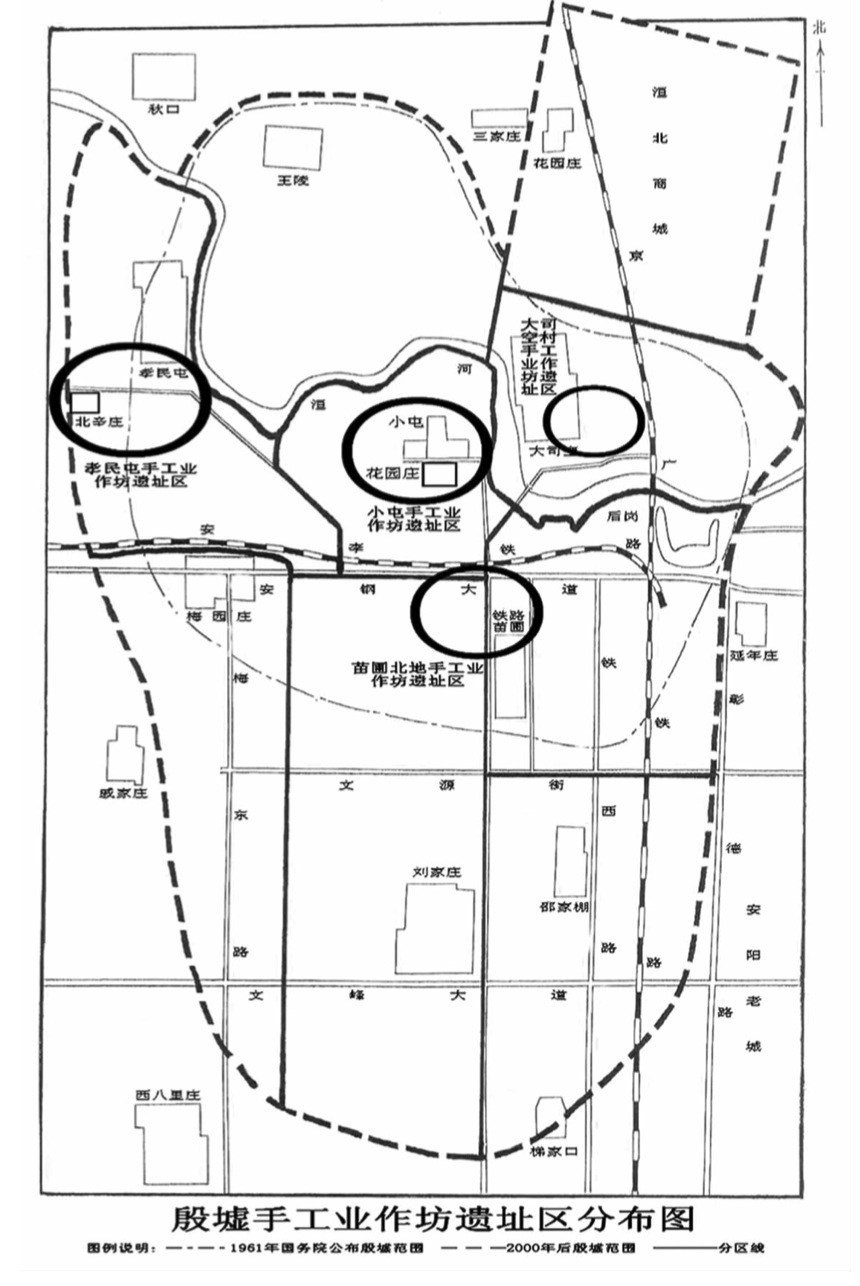 北
秋口
三家庄
花园庄
王陵
洹北商城
京
孝民屯
北辛庄
孝民屯手工业
作坊遗址区
洹
河
小屯
花园庄
小屯手工业
作坊遗址区
大司空村手工业作坊遗址区
大司空
广
后岗
安
李
铁
路
安
钢
大
道
梅园庄
铁路
苗圃
苗圃北地手工业
作坊遗址区
延年庄
梅
东
路
铁
西
路
铁
路
彰
德
路
戚家庄
文
源
街
刘家庄
邵家棚
安阳老城
文
峰
大
道
西八里庄
梯家口
殷墟手工业作坊遗址区分布图
图例说明：—·—·—1961年国务院公布殷墟范围 — — —2000年后殷墟范围 ———分区线